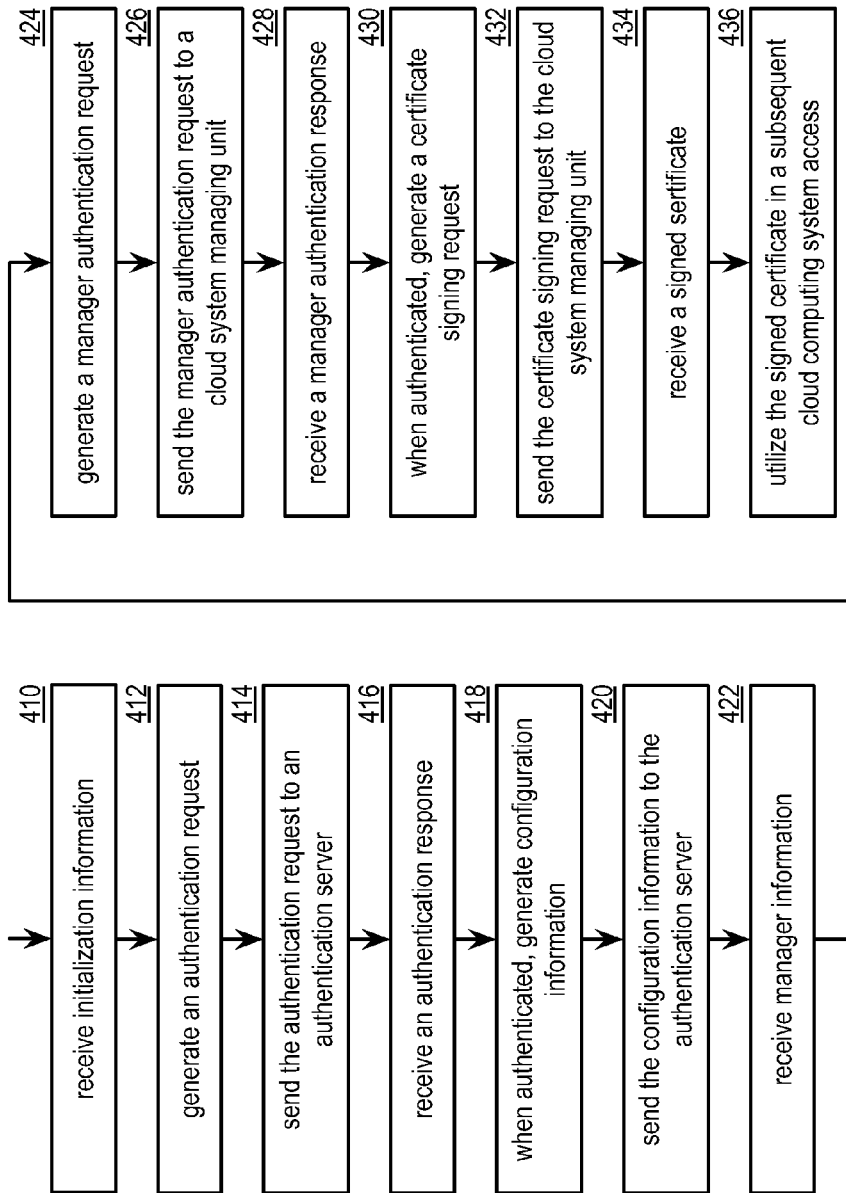 410
receive initialization information
412
generate an authentication request
414
send the authentication request to an
authentication server
416
receive an authentication response
418
when authenticated, generate configuration
information
420
send the configuration information to the
authentication server
422
receive manager information
424
generate a manager authentication request
426
send the manager authentication request to a
cloud system managing unit
428
receive a manager authentication response
430
when authenticated, generate a certificate
signing request
432
send the certificate signing request to the cloud
system managing unit
434
receive a signed sertificate
436
utilize the signed certificate in a subsequent
cloud computing system access